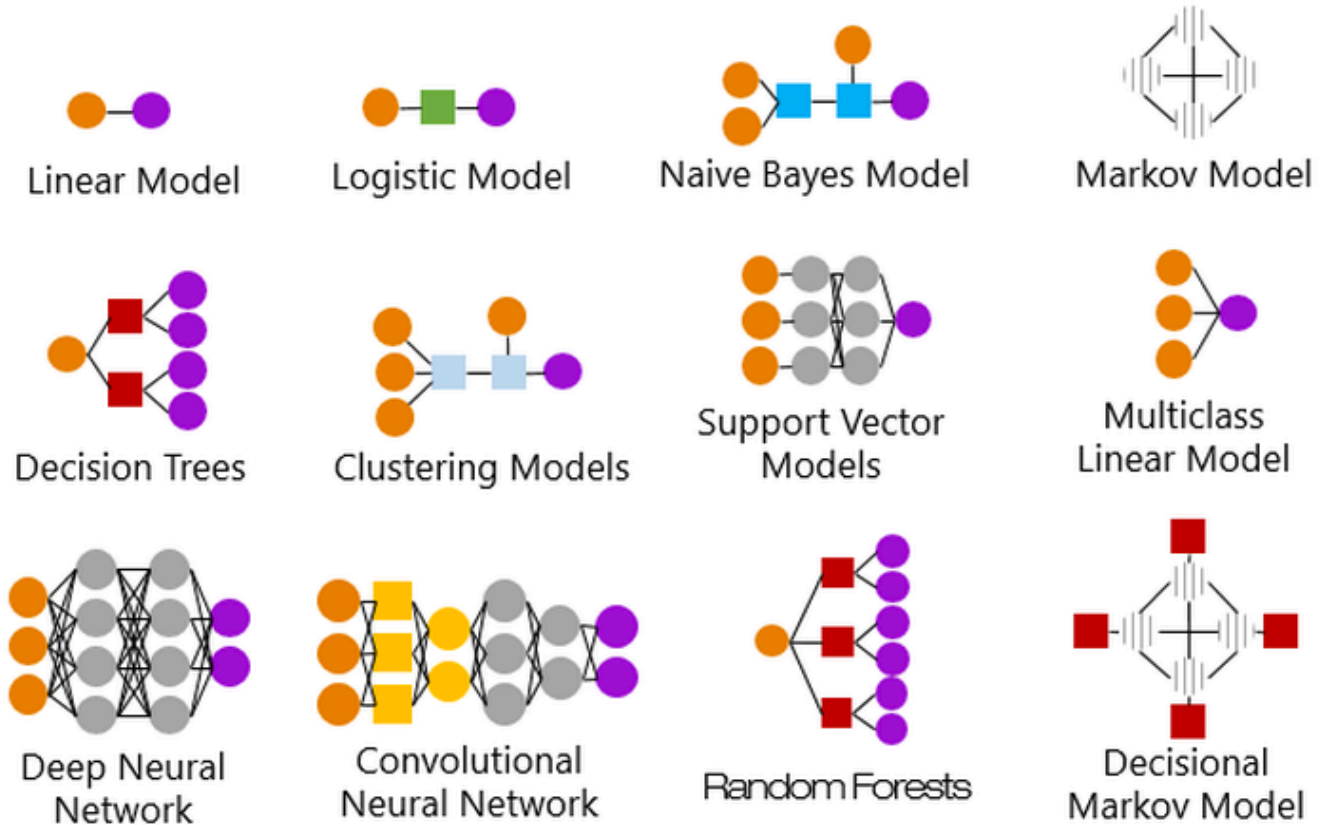 Linear Model
Logistic Model
Naive Bayes Model
Markov Model
Decision Trees
Clustering Models
Support Vector
Models
Multiclass
Linear Model
Deep Neural
Network
Convolutional
Neural Network
Random Forests
Decisional
Markov Model